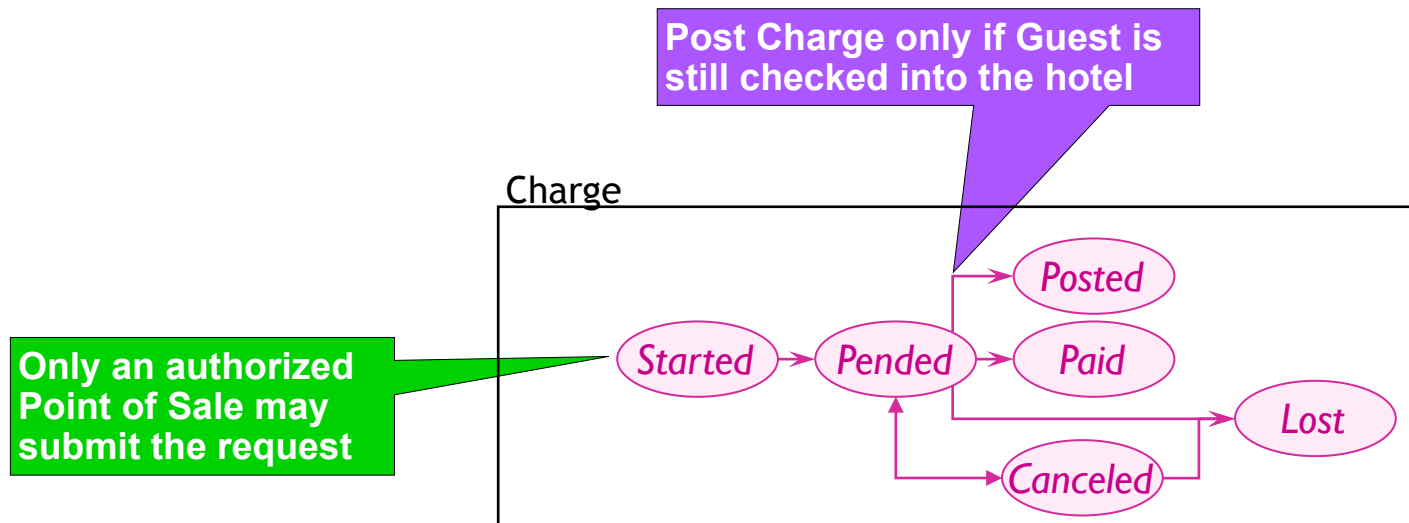 Post Charge only if Guest is
still checked into the hotel
Charge
Posted
Only an authorized
Point of Sale may
submit the request
Started
Pended
Paid
Lost
Canceled